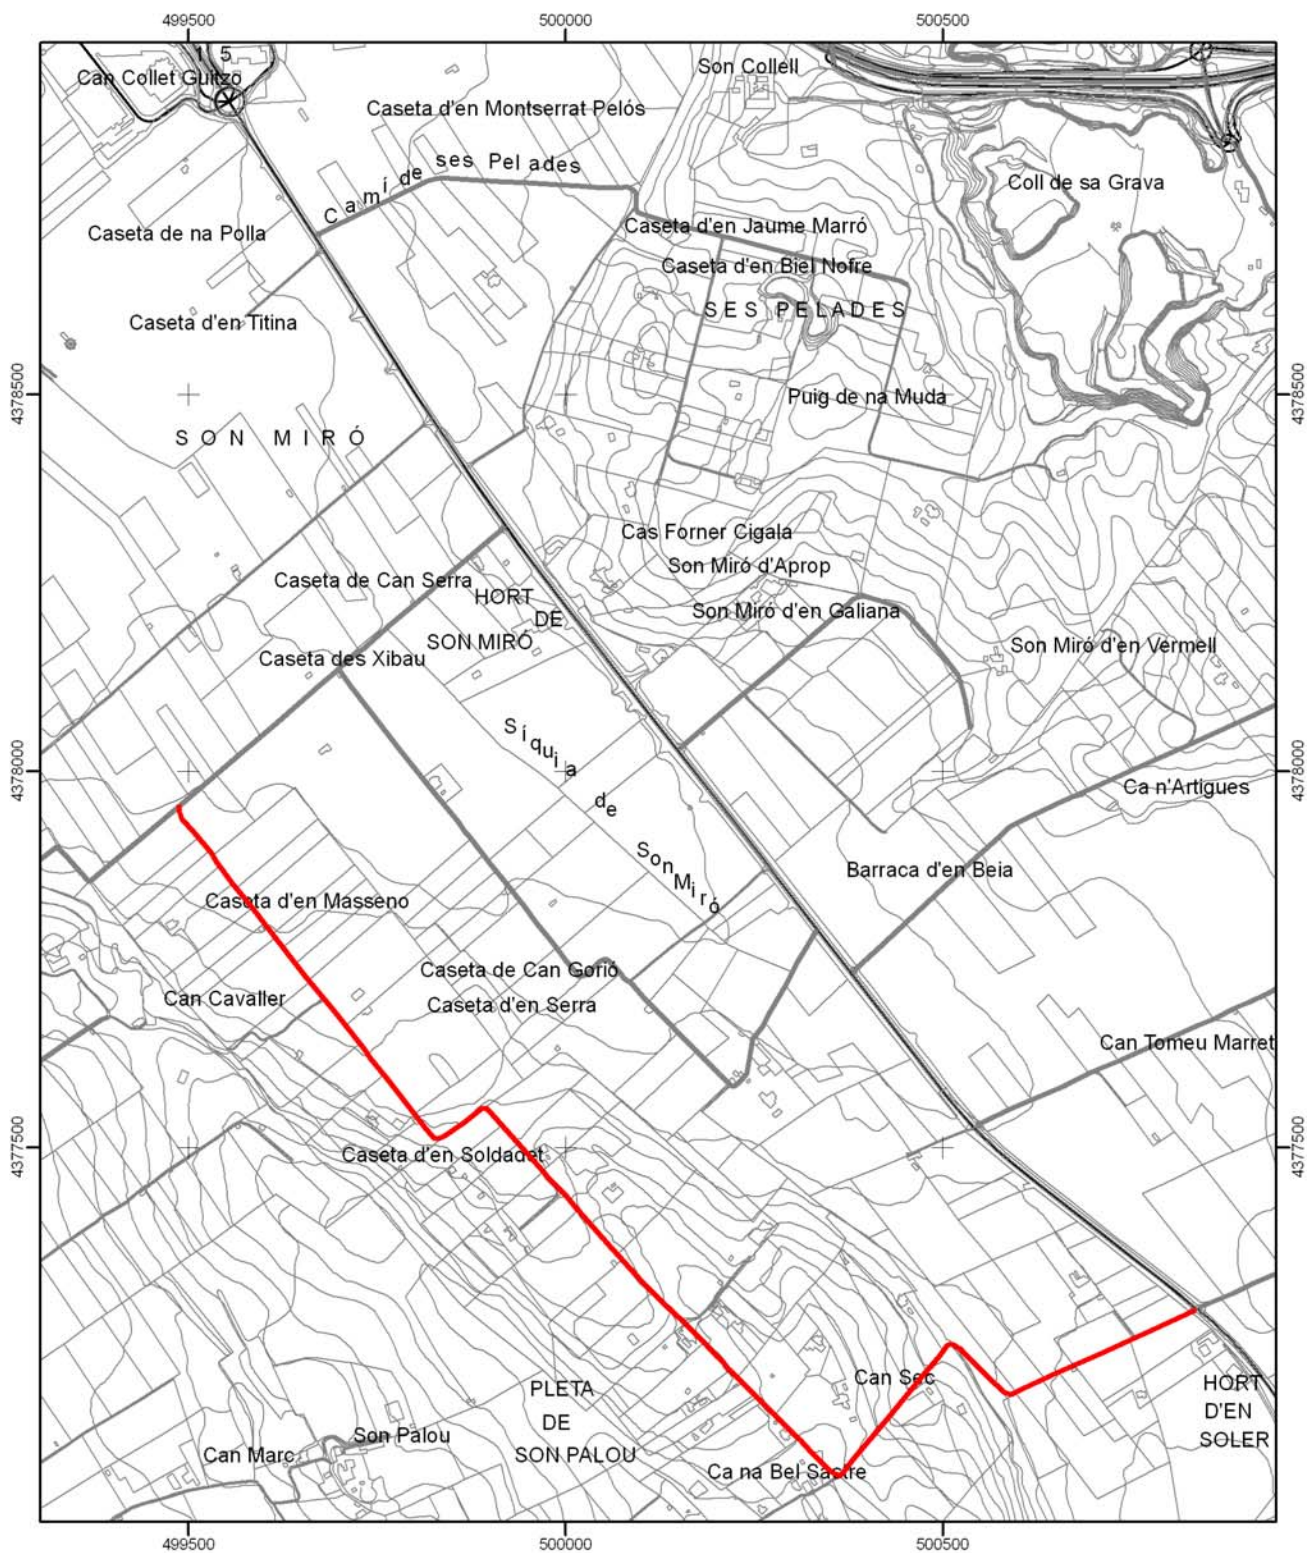 499500
500000
500500
1 5
Can Collet Guitzo
Son Collell
Caseta d'en Montserrat Pelós
Camí de ses Pelades
Coll de sa Grava
Caseta d'en Jaume Marró
Caseta de na Polla
Caseta d'en Biel Nofre
SES PELADES
Caseta d'en Titina
4378500
4378500
Puig de na Muda
SON MIRÓ
Cas Forner Cigala
Son Miró d'Aprop
Caseta de Can Serra
HORT
DE
SON MIRÓ
Son Miró d'en Galiana
Son Miró d'en Vermell
Caseta des Xibau
Síquia de Son Miró
4378000
4378000
Ca n'Artigues
Barraca d'en Beia
Caseta d'en Masseno
Caseta de Can Gorió
Can Cavaller
Caseta d'en Serra
Can Tomeu Marret
4377500
4377500
Caseta d'en Soldadet
Can Sec
PLETA
DE
SON PALOU
HORT
D'EN
SOLER
Son Palou
Can Marc
Ca na Bel Sastre
499500
500000
500500